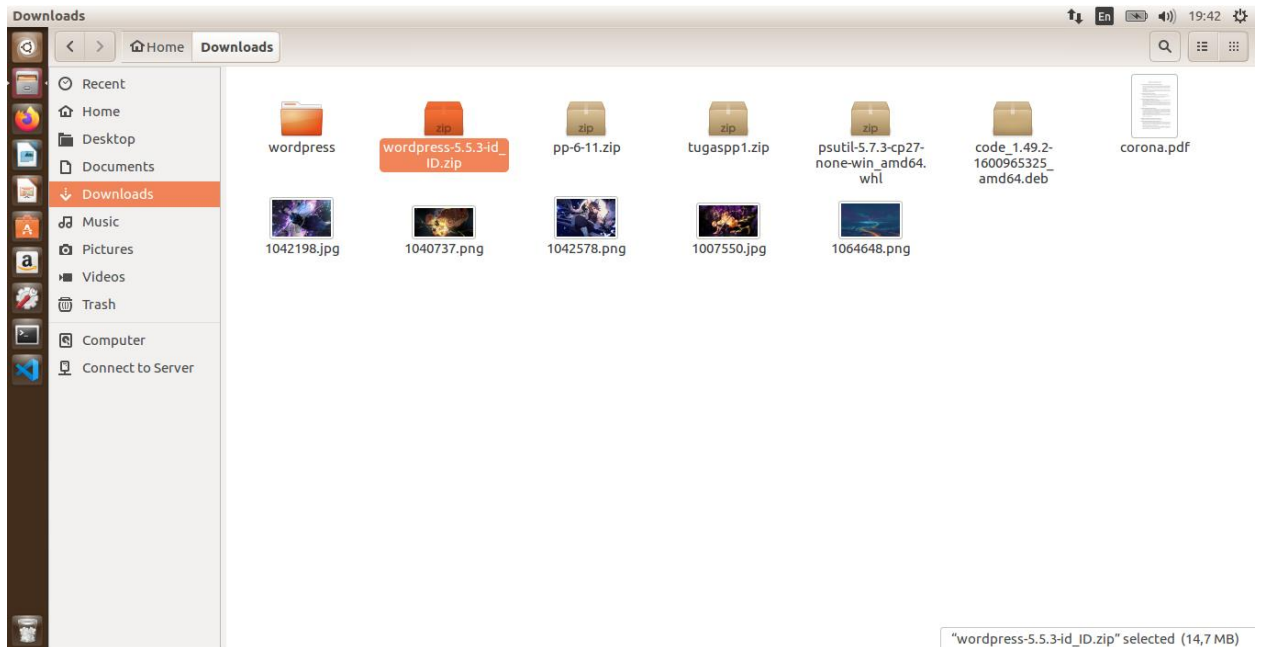 Downloads
En
19:42
Home
Downloads
Recent
Home
Desktop
Documents
Downloads
Music
Pictures
Videos
Trash
Computer
Connect to Server
wordpress
zip
wordpress-5.5.3-id_
ID.zip
zip
pp-6-11.zip
zip
tugaspp1.zip
zip
psutil-5.7.3-cp27-
none-win_amd64.
whl
code_1.49.2-
1600965325_
amd64.deb
corona.pdf
1042198.jpg
1040737.png
1042578.png
1007550.jpg
1064648.png
"wordpress-5.5.3-id_ID.zip" selected (14,7 MB)